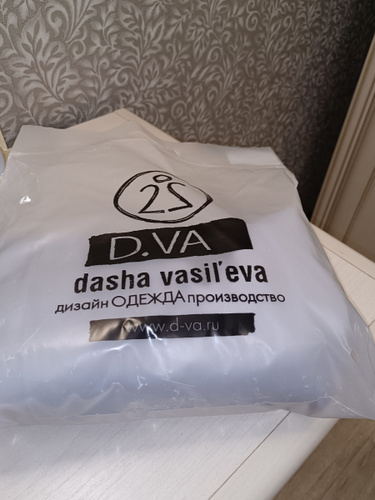 25
D.VA
dasha vasil'eva
дизайн ОДЕЖДА производство
www.d-va.ru